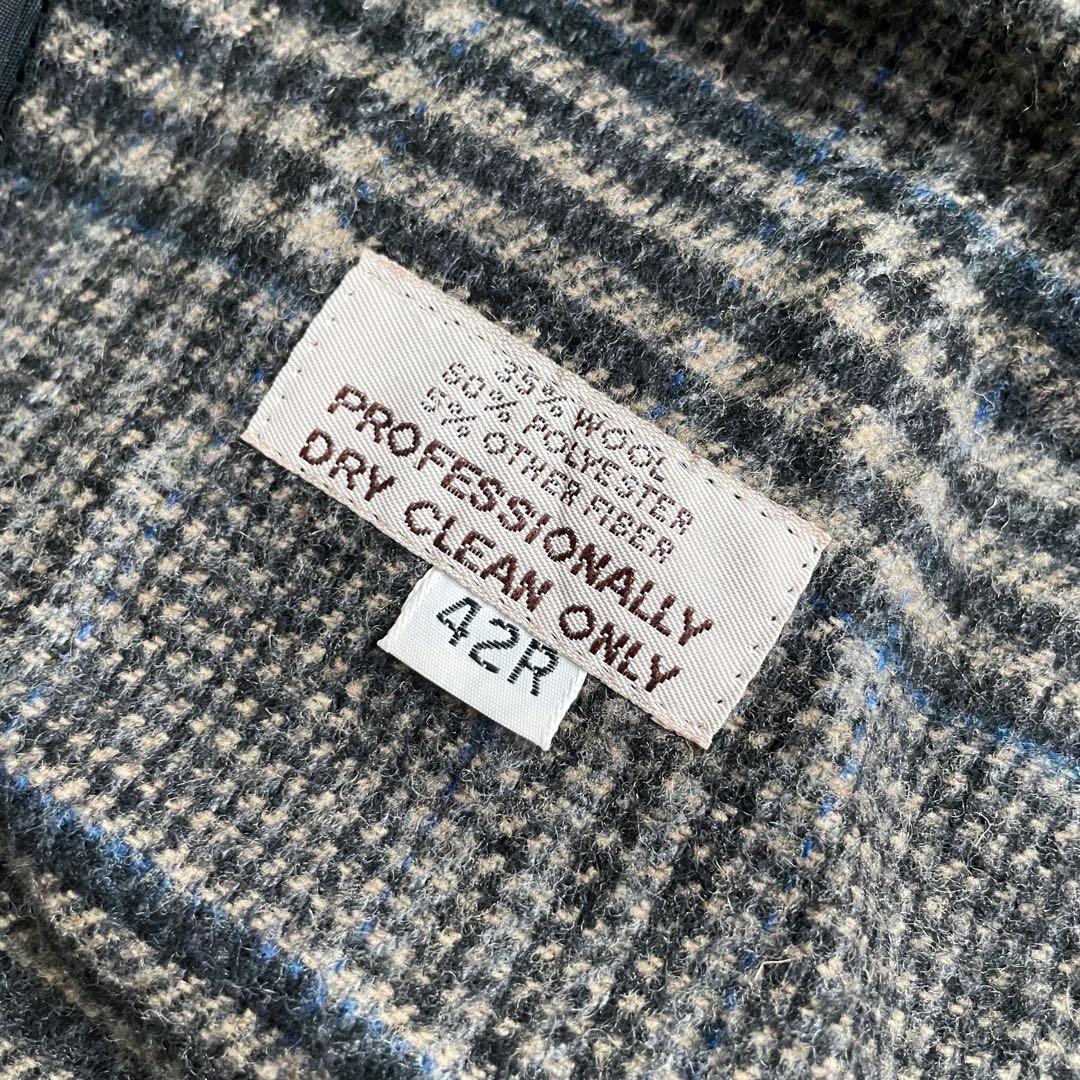 35% WOOL
60% POLYESTER
5% OTHER FIBER
PROFESSIONALLY
DRY CLEAN ONLY
42R